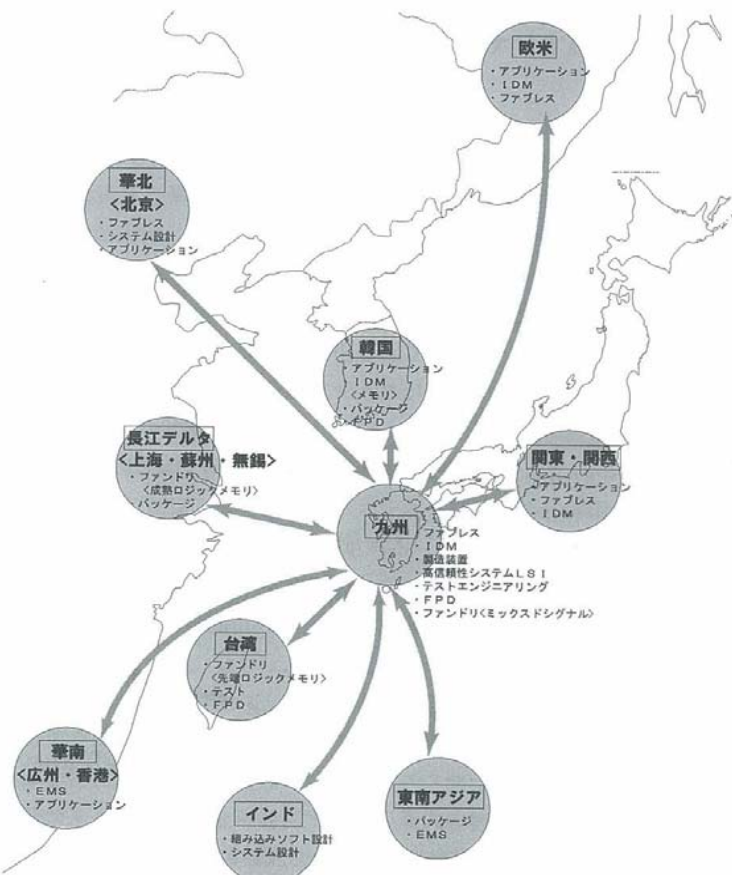 欧米
・アプリケーション
・IDM
・ファブレス
華北
<北京>
・ファブレス
・システム設計
・アプリケーション
韓国
・アプリケーション
・IDM
<メモリ>
・パッケージ
・FPD
長江デルタ
<上海・蘇州・無錫>
・ファンドリ
<成熟ロジックメモリ>
・パッケージ
関東・関西
・アプリケーション
・ファブレス
・IDM
九州
・ファブレス
・IDM
・製造装置
・高信頼性システムLSI
・テストエンジニアリング
・FPD
・ファンドリ<ミックスドシグナル>
台湾
・ファンドリ
<先端ロジックメモリ>
・テスト
・FPD
華南
<広州・香港>
・EMS
・アプリケーション
インド
・組み込みソフト設計
・システム設計
東南アジア
・パッケージ
・EMS